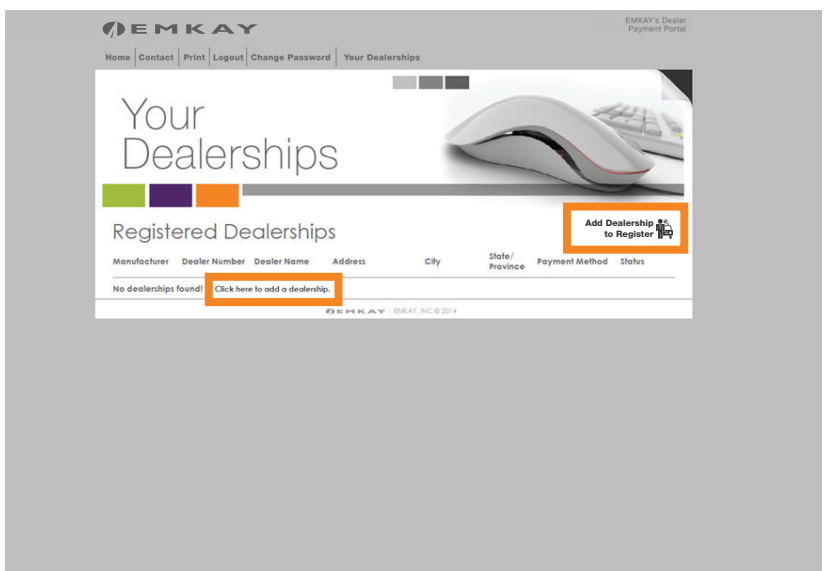 EMKAY
EMKAY's Dealer
Payment Portal
Home Contact Print Logout Change Password Your Dealerships
Your
Dealerships
Registered Dealerships
Add Dealership
to Register
Manufacturer Dealer Number Dealer Name Address City State/
Province Payment Method Status
No dealerships found! Click here to add a dealership.
EMKAY | EMKAY, INC © 2014